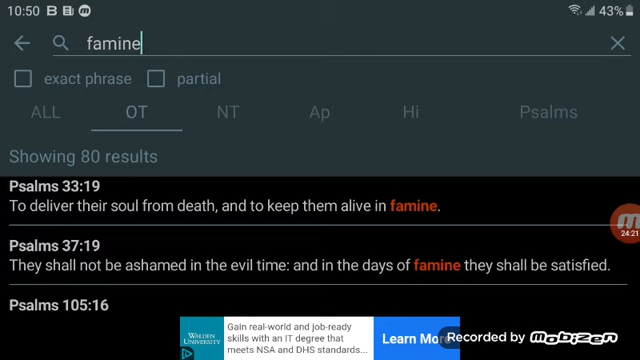 10:50 B 43%
famine
exact phrase partial
ALL OT NT Ap Hi Psalms
Showing 80 results
Psalms 33:19
To deliver their soul from death, and to keep them alive in famine.
Psalms 37:19
They shall not be ashamed in the evil time: and in the days of famine they shall be satisfied.
24:21
Psalms 105:16
WALDEN UNIVERSITY
Gain real-world and job-ready
skills with an IT degree that
meets NSA and DHS standards...
Learn More
Recorded by MOBIZEN